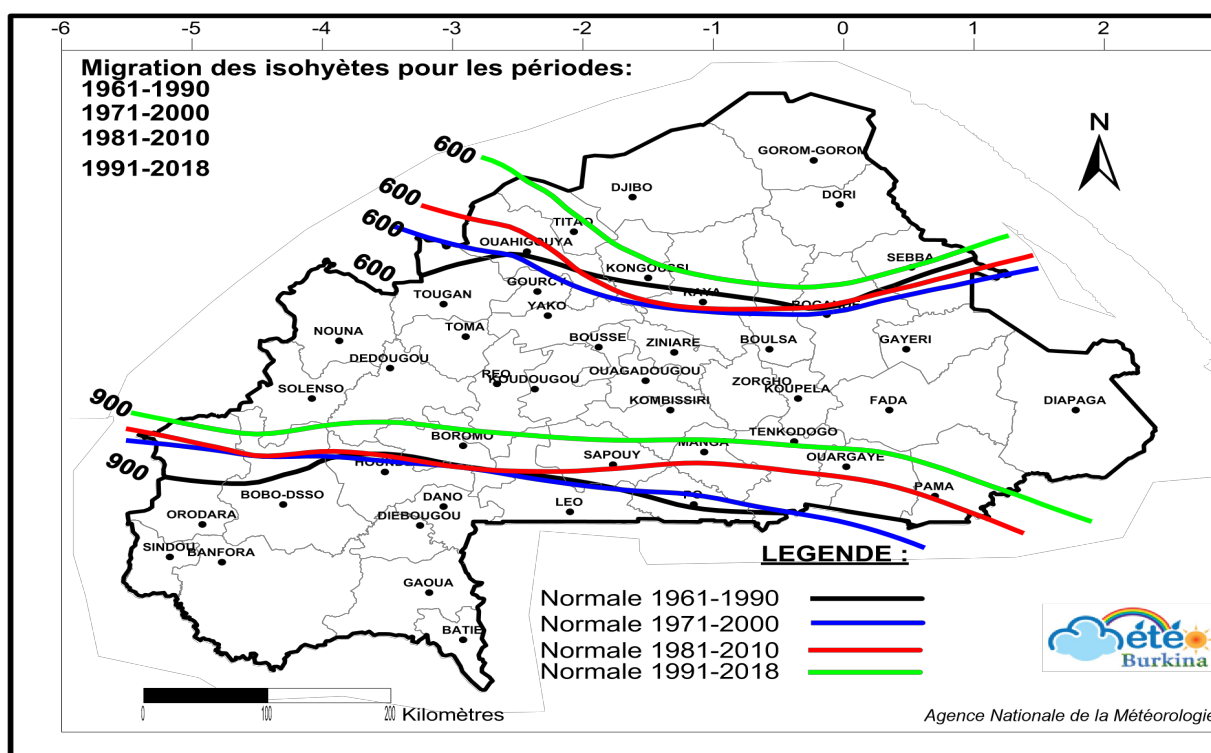 -6 -5 -4 -3 -2 -1 0 1 2
Migration des isohyètes pour les périodes:
1961-1990
1971-2000
1981-2010
1991-2018
N
600
600
600
600
900
900
GOROM-GOROM
DJIBO
DORI
TITAO
OUAHIGOUYA
SEBBA
KONGOUSSI
GOURCY
KAYA
TOUGAN
YAKO
BOGANDE
NOUNA
TOMA
BOUSSE
ZINIARE
BOULSA
GAYERI
DEDOUGOU
REO
KOUDOUGOU
OUAGADOUGOU
ZORGHO
SOLENSO
KOMBISSIRI
KOUPELA
FADA
DIAPAGA
BOROMO
TENKODOGO
MANGA
HOUNDE
SAPOUY
OUARGAYE
PAMA
BOBO-DSSO
DANO
LEO
PO
ORODARA
DIEBOUGOU
SINDOU
BANFORA
GAOUA
BATIE
LEGENDE :
Normale 1961-1990
Normale 1971-2000
Normale 1981-2010
Normale 1991-2018
été
Burkina
0 100 200 Kilomètres
Agence Nationale de la Météorologie